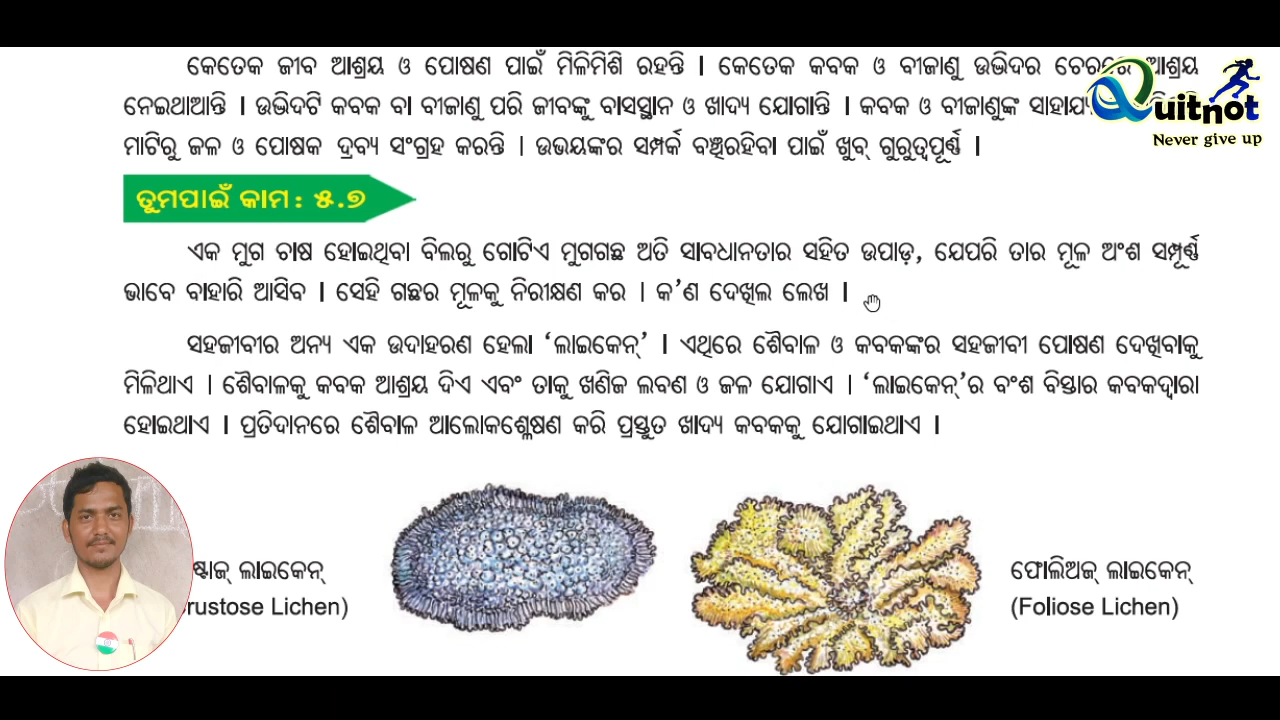 କେତେକ ଜୀବ ଆଶ୍ରୟ ଓ ପୋଷଣ ପାଇଁ ମିଳିମିଶି ରହନ୍ତି । କେତେକ କବକ ଓ ବୀଜାଣୁ ଉଦ୍ଭିଦର ଚେରରେ ଆଶ୍ରୟ
ନେଇଥାଆନ୍ତି । ଉଦ୍ଭିଦଟି କବକ ବା ବୀଜାଣୁ ପରି ଜୀବଙ୍କୁ ବାସସ୍ଥାନ ଓ ଖାଦ୍ୟ ଯୋଗାନ୍ତି । କବକ ଓ ବୀଜାଣୁଙ୍କ
ମାଟିରୁ ଜଳ ଓ ପୋଷକ ଦ୍ରବ୍ୟ ସଂଗ୍ରହ କରନ୍ତି | ଉଭୟଙ୍କର ସମ୍ପର୍କ ବଞ୍ଚିରହିବା ପାଇଁ ଖୁବ୍ ଗୁରୁତ୍ୱପୂର୍ଣ୍ଣ ।
Quitnot
Never give up
ତୁମପାଇଁ କାମ : ୫.୭
ଏକ ମୁଗ ଚାଷ ହୋଇଥିବା ବିଲରୁ ଗୋଟିଏ ମୁଗଗଛ ଅତି ସାବଧାନତାର ସହିତ ଉପାଡ଼, ଯେପରି ତାର ମୂଳ ଅଂଶ ସମ୍ପୂର୍ଣ୍ଣ
ଭାବେ ବାହାରି ଆସିବ । ସେହି ଗଛର ମୂଳକୁ ନିରୀକ୍ଷଣ କର | କ'ଣ ଦେଖିଲ ଲେଖ ।
ସହଜୀବୀର ଅନ୍ୟ ଏକ ଉଦାହରଣ ହେଲା ‘ଲାଇକେନ୍’ । ଏଥିରେ ଶୈବାଳ ଓ କବକଙ୍କର ସହଜୀବୀ ପୋଷଣ ଦେଖିବାକୁ
ମିଳିଥାଏ | ଶୈବାଳକୁ କବକ ଆଶ୍ରୟ ଦିଏ ଏବଂ ତାକୁ ଖଣିଜ ଲବଣ ଓ ଜଳ ଯୋଗାଏ | ‘ଲାଇକେନ୍’ର ବଂଶ ବିସ୍ତାର କବକଦ୍ୱାରା
ହୋଇଥାଏ । ପ୍ରତିଦାନରେ ଶୈବାଳ ଆଲୋକଶ୍ଳେଷଣ କରି ପ୍ରସ୍ତୁତ ଖାଦ୍ୟ କବକକୁ ଯୋଗାଇଥାଏ ।
ଲାଇକେନ୍
rustose Lichen)
ଫୋଲିଅଜ୍ ଲାଇକେନ୍
(Foliose Lichen)